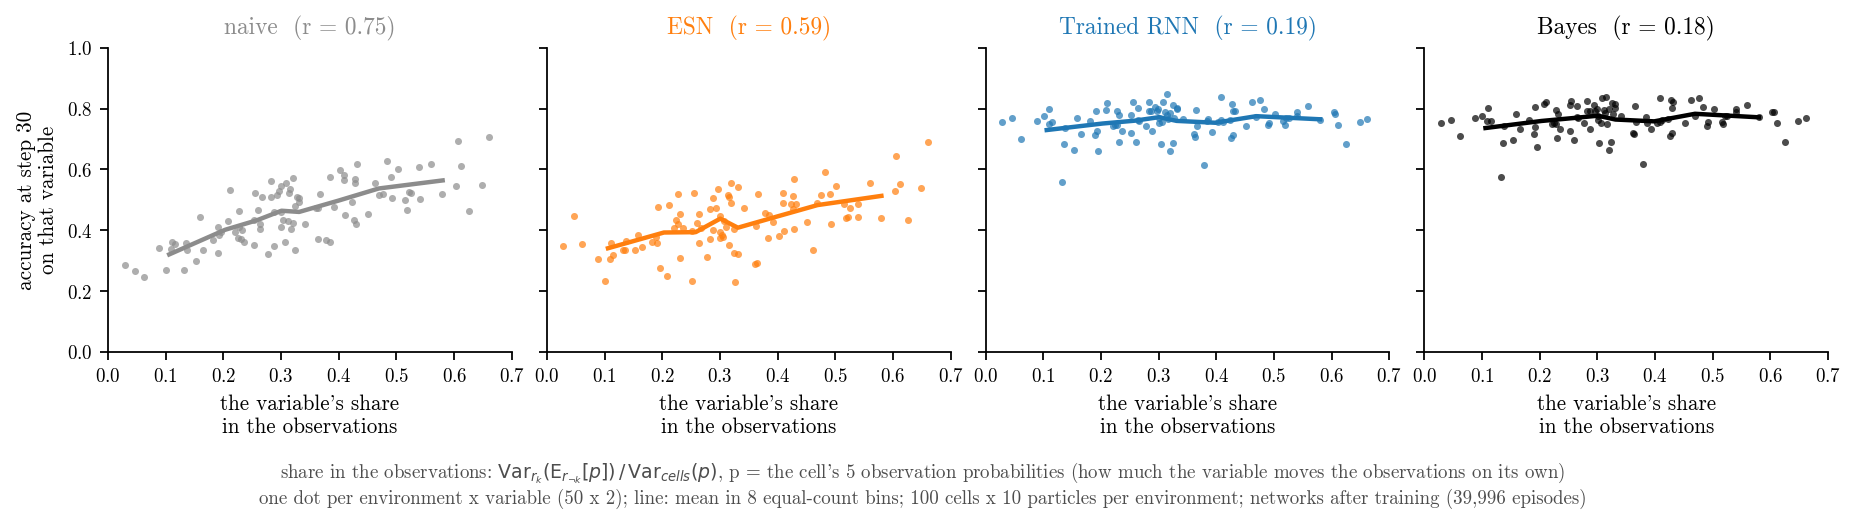 naive (r = 0.75)
ESN (r = 0.59)
Trained RNN (r = 0.19)
Bayes (r = 0.18)
accuracy at step 30
on that variable
1.0
0.8
0.6
0.4
0.2
0.0
0.0 0.1 0.2 0.3 0.4 0.5 0.6 0.7
0.0 0.1 0.2 0.3 0.4 0.5 0.6 0.7
0.0 0.1 0.2 0.3 0.4 0.5 0.6 0.7
0.0 0.1 0.2 0.3 0.4 0.5 0.6 0.7
the variable's share
in the observations
the variable's share
in the observations
the variable's share
in the observations
the variable's share
in the observations
share in the observations: Var_{r_k}(E_{r_{¬k}}[p]) / Var_{cells}(p), p = the cell's 5 observation probabilities (how much the variable moves the observations on its own)
one dot per environment x variable (50 x 2); line: mean in 8 equal-count bins; 100 cells x 10 particles per environment; networks after training (39,996 episodes)